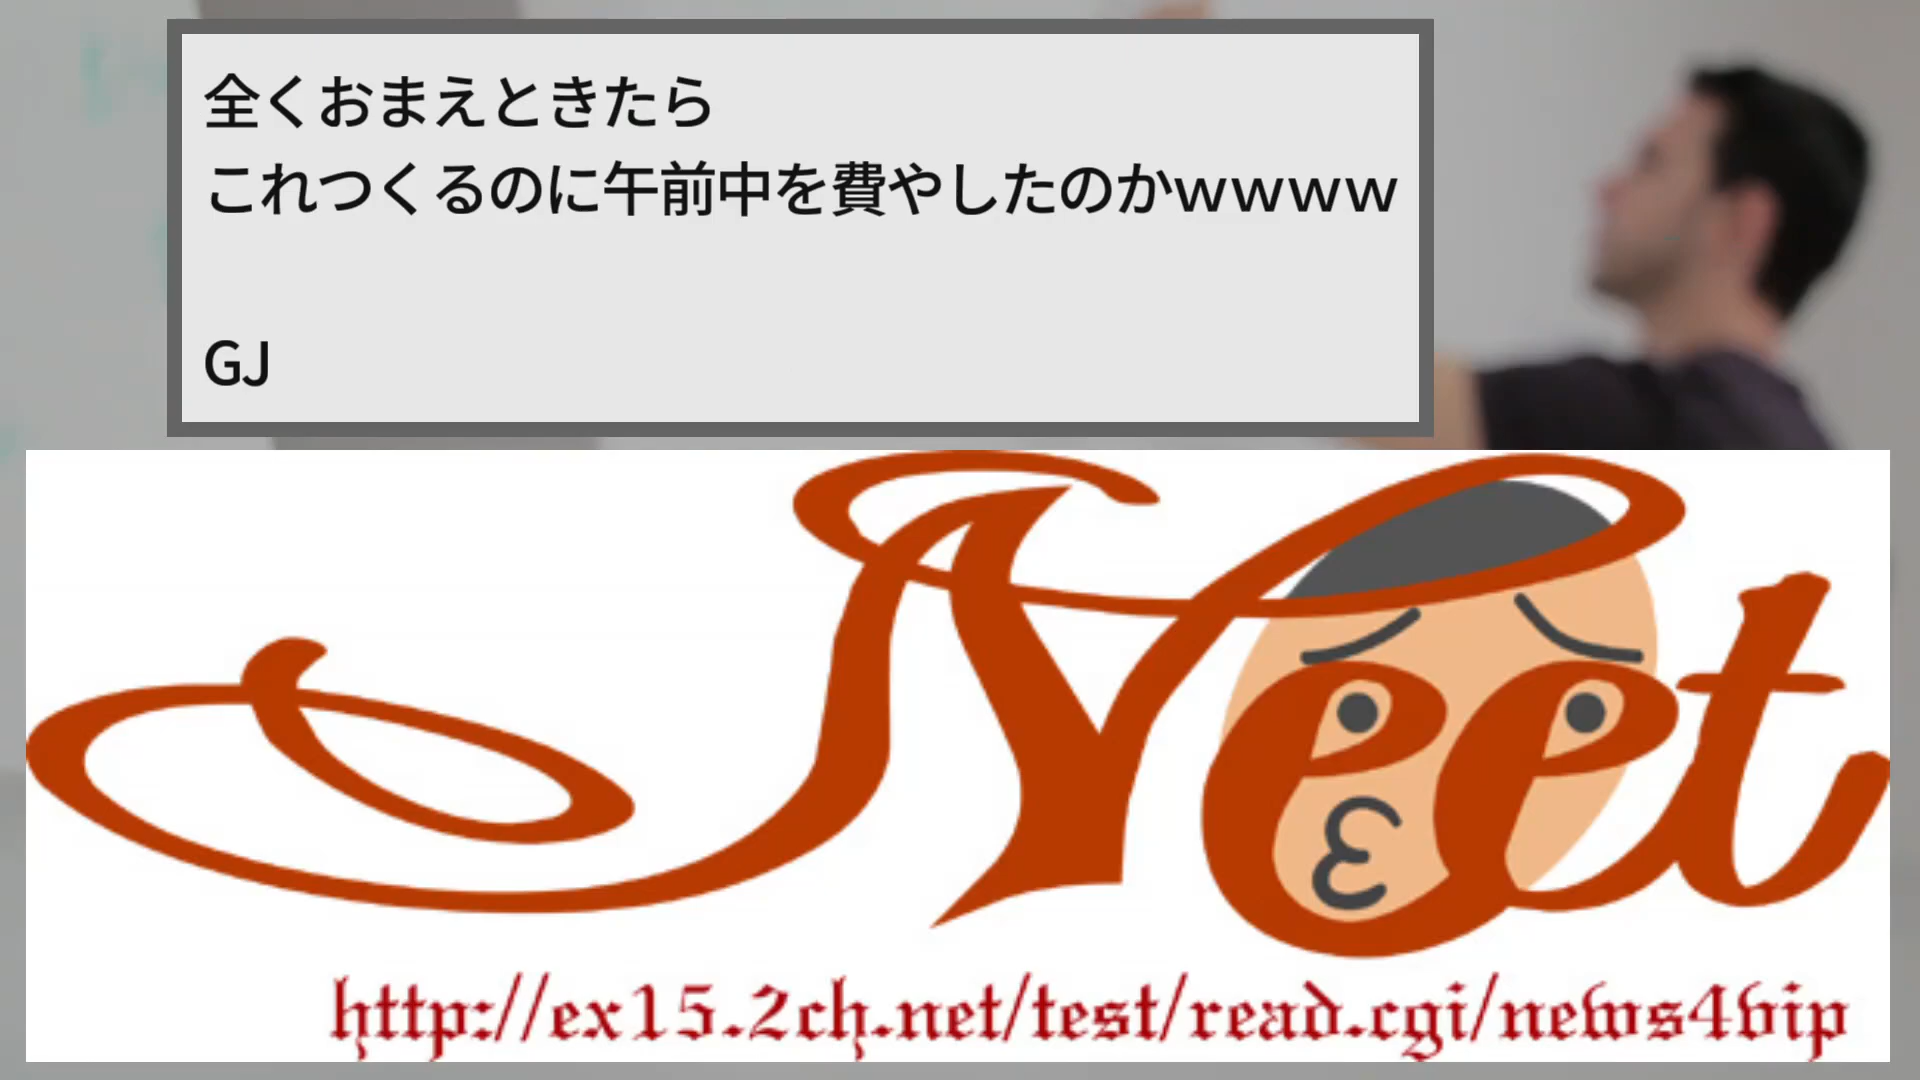 全くおまえときたら
これつくるのに午前中を費やしたのかwwww
GJ
Neet
http://ex15.2ch.net/test/read.cgi/news4vip